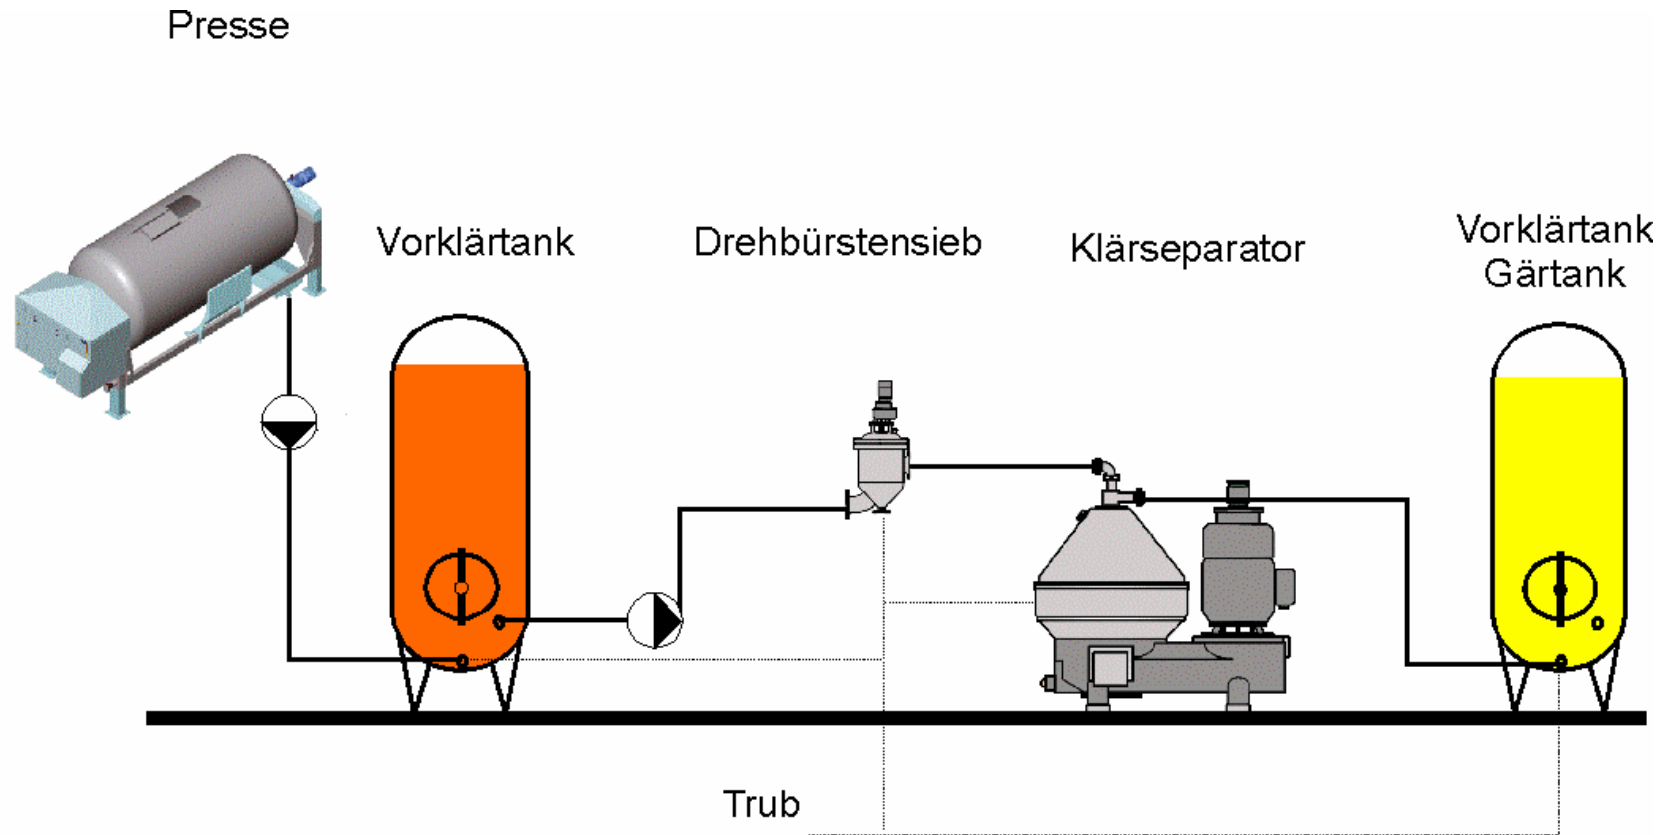 Presse
Vorklärtank
Drehbürstensieb
Klärseparator
Vorklärtank
Gärtank
Trub